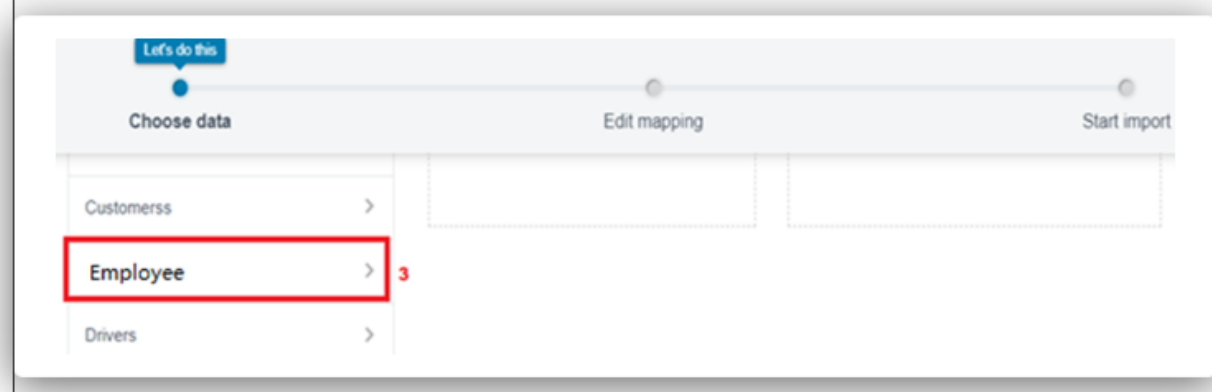 Let's do this
Choose data
Edit mapping
Start import
Customerss
Employee
3
Drivers